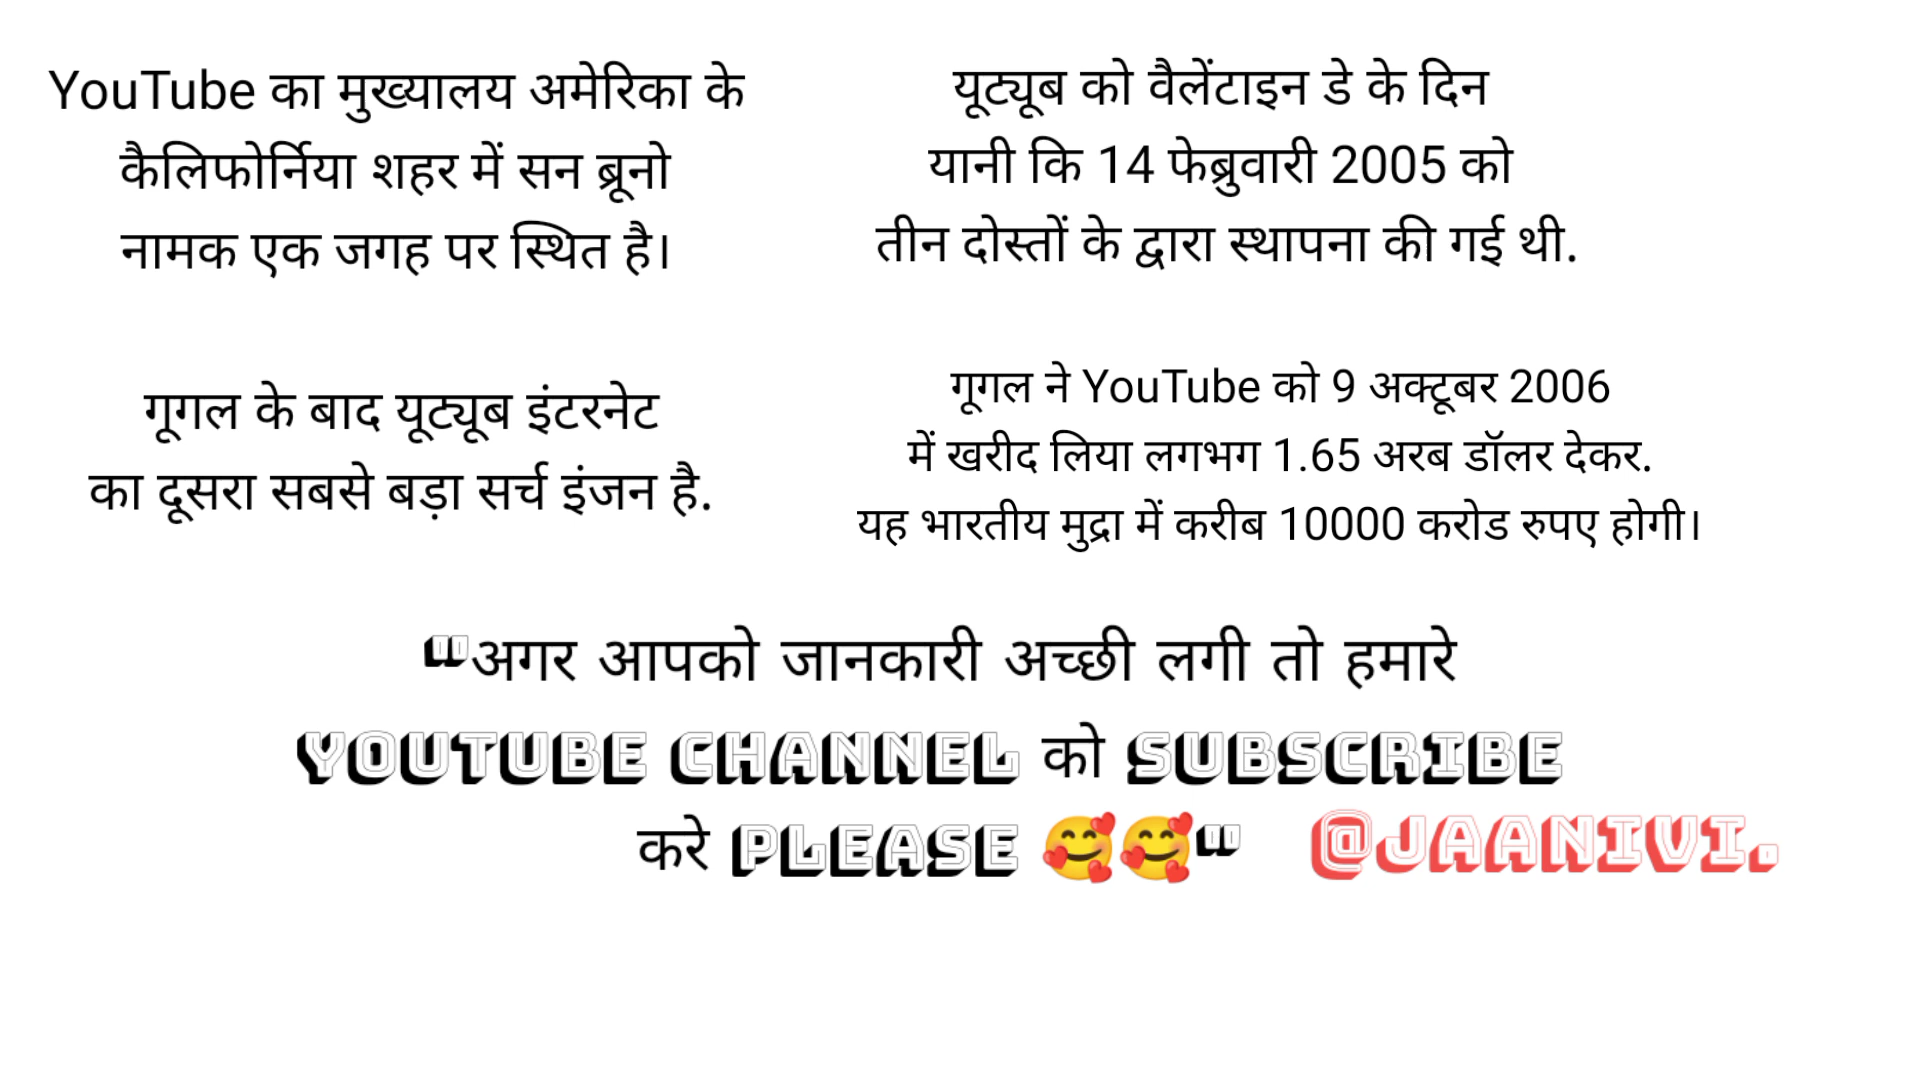 YouTube का मुख्यालय अमेरिका के
कैलिफोर्निया शहर में सन ब्रूनो
नामक एक जगह पर स्थित है।
यूट्यूब को वैलेंटाइन डे के दिन
यानी कि 14 फेब्रुवारी 2005 को
तीन दोस्तों के द्वारा स्थापना की गई थी.
गूगल के बाद यूट्यूब इंटरनेट
का दूसरा सबसे बड़ा सर्च इंजन है.
गूगल ने YouTube को 9 अक्टूबर 2006
में खरीद लिया लगभग 1.65 अरब डॉलर देकर.
यह भारतीय मुद्रा में करीब 10000 करोड रुपए होगी।
"अगर आपको जानकारी अच्छी लगी तो हमारे
YOUTUBE CHANNEL को SUBSCRIBE
करे PLEASE 🥰🥰"
@JAANIVI.